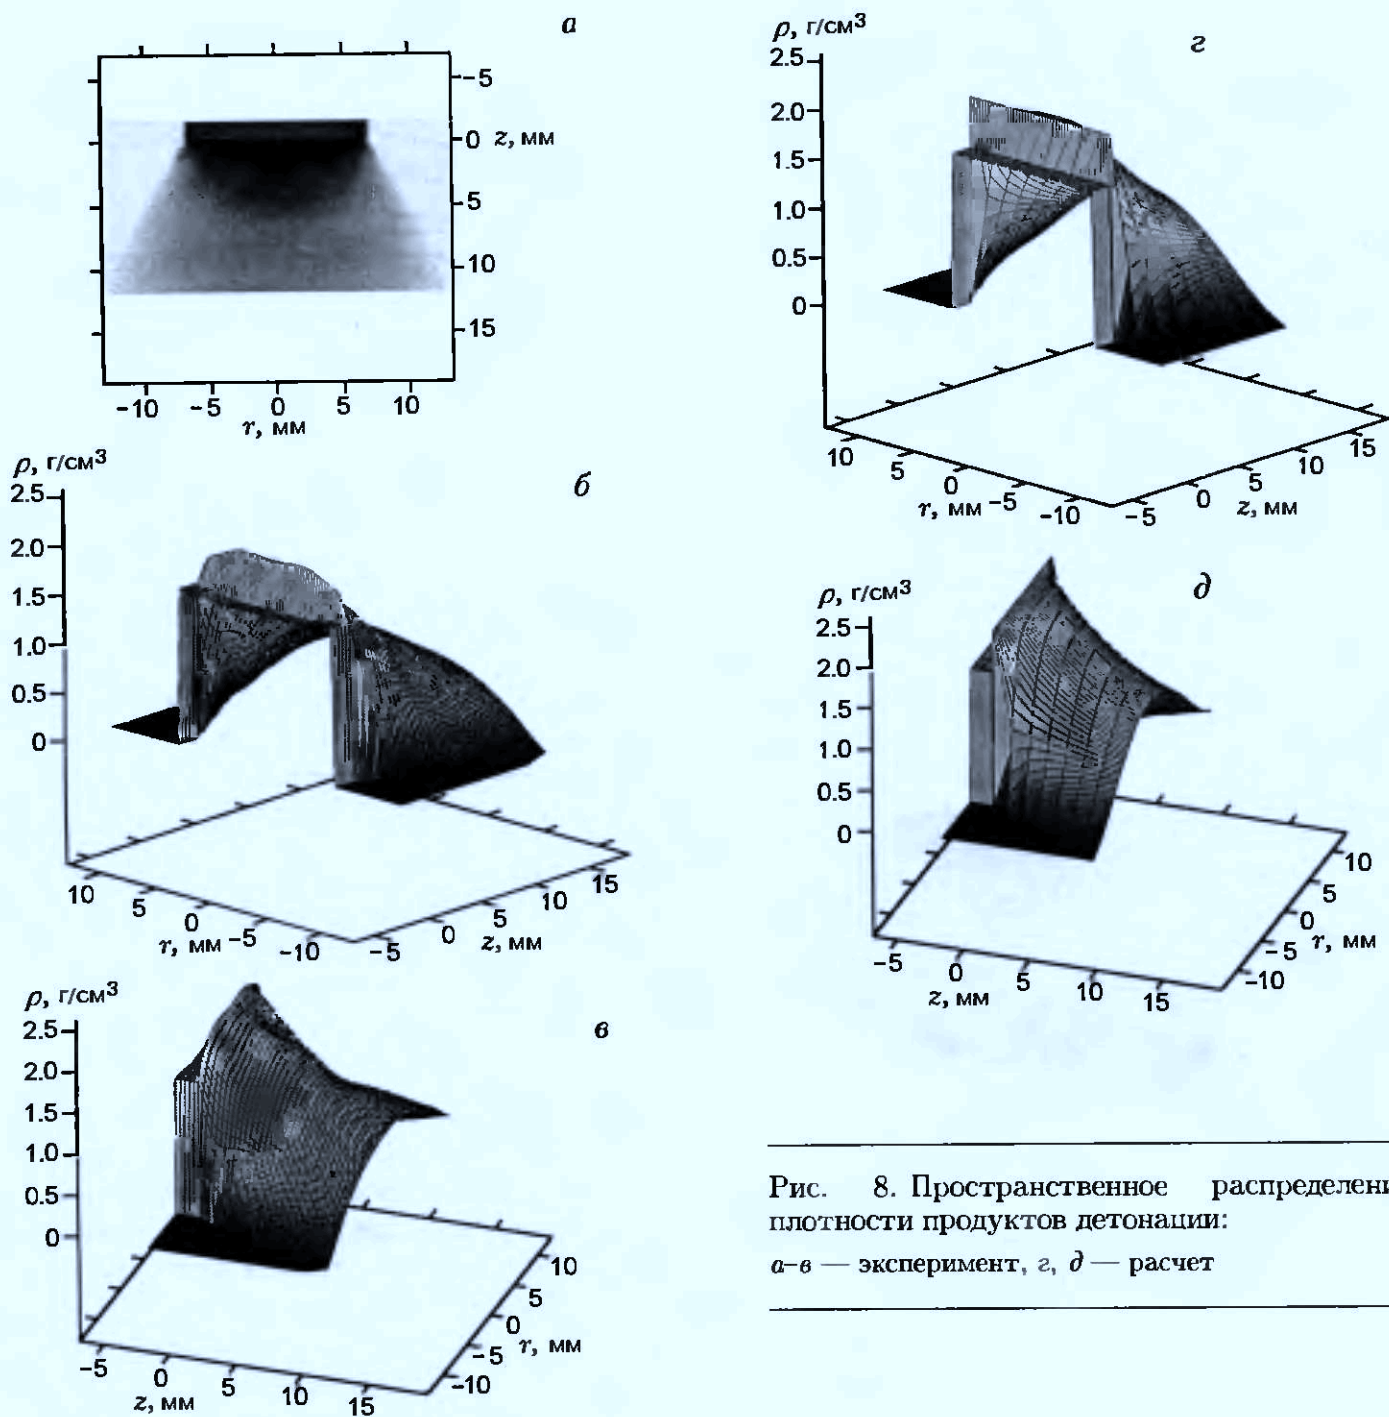 а
-5
0 z, мм
5
10
15
-10 -5 0 5 10
r, мм
ρ, г/см3
б
2.5
2.0
1.5
1.0
0.5
0
10 5 0 -5 -10
r, мм
-5 0 5 10 15
z, мм
ρ, г/см3
в
2.5
2.0
1.5
1.0
0.5
0
-5 0 5 10 15
z, мм
10
5
0
-5
-10
r, мм
ρ, г/см3
г
2.5
2.0
1.5
1.0
0.5
0
10 5 0 -5 -10
r, мм
-5 0 5 10 15
z, мм
ρ, г/см3
д
2.5
2.0
1.5
1.0
0.5
0
-5 0 5 10 15
z, мм
10
5
0
-5
-10
r, мм
Рис. 8. Пространственное распределени
плотности продуктов детонации:
а–в — эксперимент, г, д — расчет